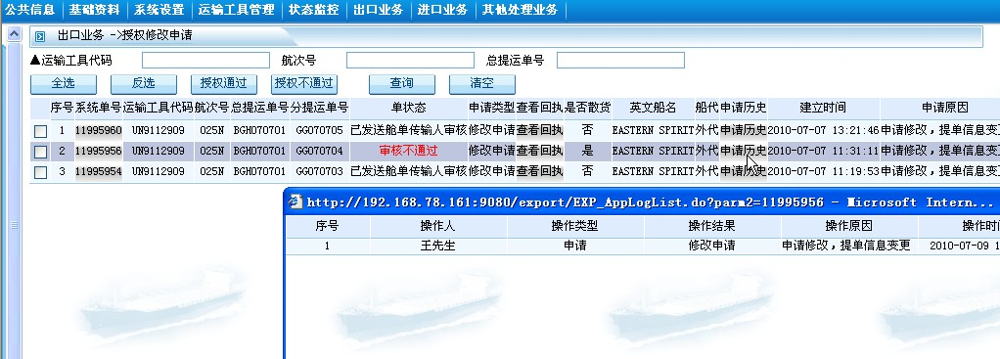 公共信息 基础资料 系统设置 运输工具管理 状态监控 出口业务 进口业务 其他处理业务
出口业务 ->授权修改申请
▲运输工具代码 航次号 总提运单号
全选 反选 授权通过 授权不通过 查询 清空
序号 系统单号 运输工具代码 航次号 总提运单号 分提运单号 单状态 申请类型 查看回执 是否散货 英文船名 船代 申请历史 建立时间 申请原因
1 11995960 UN9112909 025N BGH070701 GG070705 已发送舱单传输人审核 修改申请 查看回执 否 EASTERN SPIRIT 外代 申请历史 2010-07-07 13:21:46 申请修改，提单信息变
2 11995956 UN9112909 025N BGH070701 GG070704 审核不通过 修改申请 查看回执 是 EASTERN SPIRIT 外代 申请历史 2010-07-07 11:31:11 申请修改，提单信息变
3 11995954 UN9112909 025N BGH070701 GG070703 已发送舱单传输人审核 修改申请 查看回执 否 EASTERN SPIRIT 外代 申请历史 2010-07-07 11:19:53 申请修改，提单信息变
http://192.168.78.161:9080/export/EXP_AppLogList.do?parm2=11995956 - Microsoft Intern...
序号 操作人 操作类型 操作结果 操作原因 操作时
1 王先生 申请 修改申请 申请修改，提单信息变更 2010-07-09 1